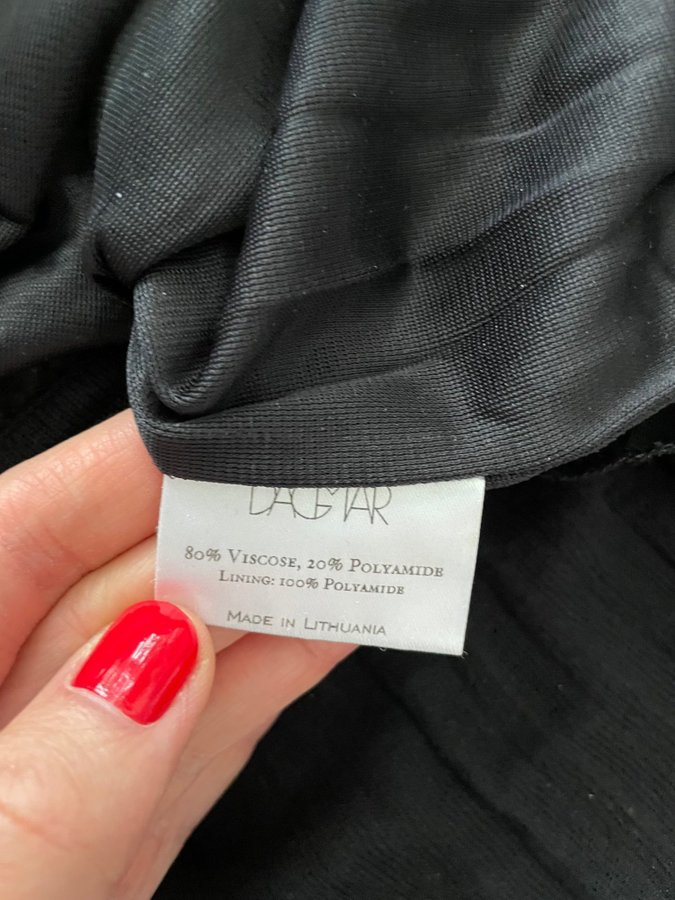 DAGMAR
80% VISCOSE, 20% POLYAMIDE
LINING: 100% POLYAMIDE
MADE IN LITHUANIA